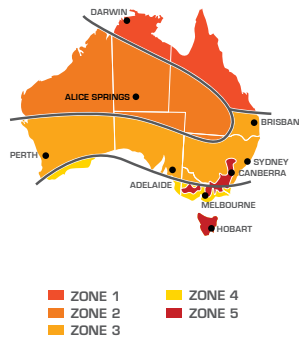 DARWIN
ALICE SPRINGS
BRISBAN
PERTH
SYDNEY
CANBERRA
ADELAIDE
MELBOURNE
HOBART
ZONE 1
ZONE 4
ZONE 2
ZONE 5
ZONE 3